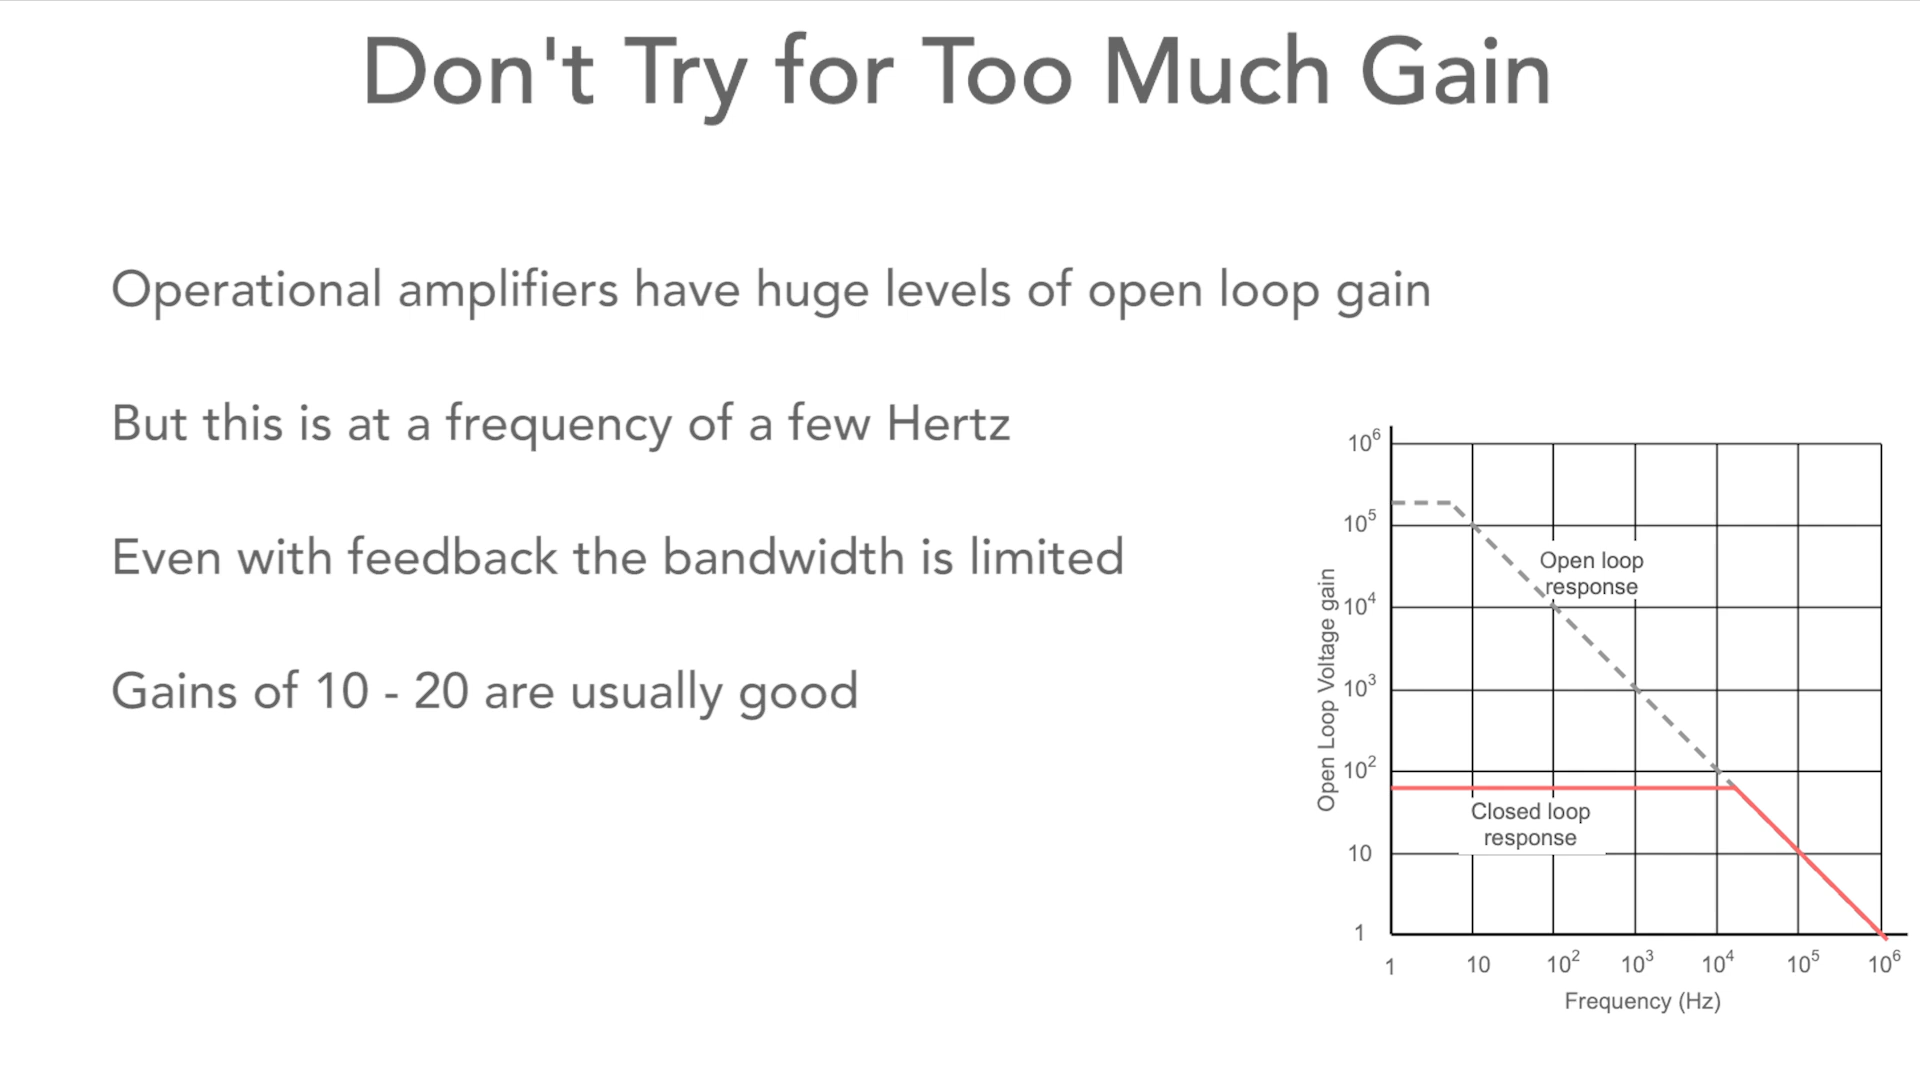 Don't Try for Too Much Gain
Operational amplifiers have huge levels of open loop gain
But this is at a frequency of a few Hertz
Even with feedback the bandwidth is limited
Gains of 10 - 20 are usually good
Open Loop Voltage gain
10⁶
10⁵
10⁴
10³
10²
10
1
Open loop
response
Closed loop
response
1 10 10² 10³ 10⁴ 10⁵ 10⁶
Frequency (Hz)